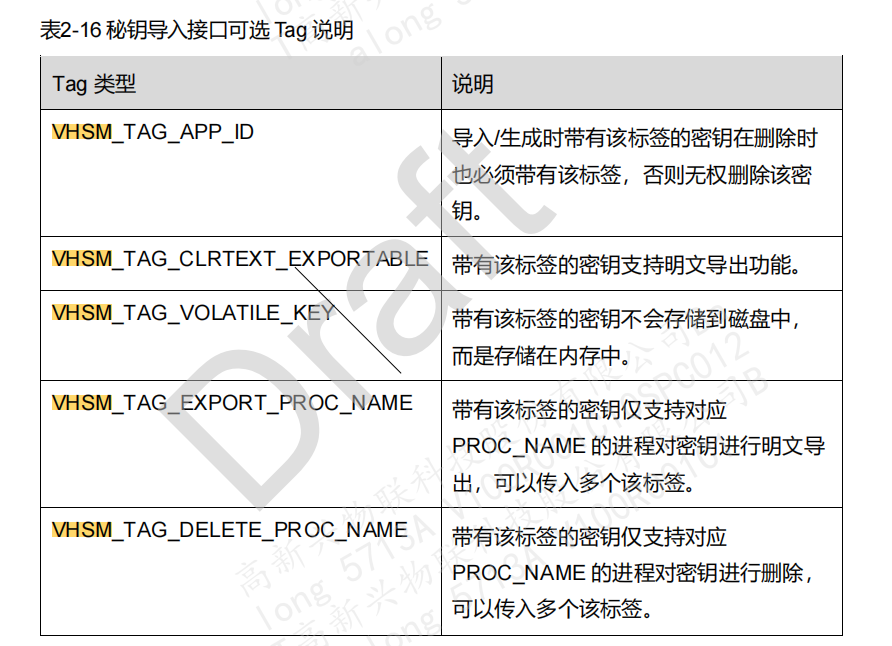 表2-16 秘钥导入接口可选 Tag 说明
Tag 类型
说明
VHSM_TAG_APP_ID
导入/生成时带有该标签的密钥在删除时
也必须带有该标签，否则无权删除该密
钥。
VHSM_TAG_CLRTEXT_EXPORTABLE
带有该标签的密钥支持明文导出功能。
VHSM_TAG_VOLATILE_KEY
带有该标签的密钥不会存储到磁盘中，
而是存储在内存中。
VHSM_TAG_EXPORT_PROC_NAME
带有该标签的密钥仅支持对应
PROC_NAME 的进程对密钥进行明文导
出，可以传入多个该标签。
VHSM_TAG_DELETE_PROC_NAME
带有该标签的密钥仅支持对应
PROC_NAME 的进程对密钥进行删除，
可以传入多个该标签。
Draft
高新兴物联科技股份有限公司B
long 5713A V100R001C10SPC012